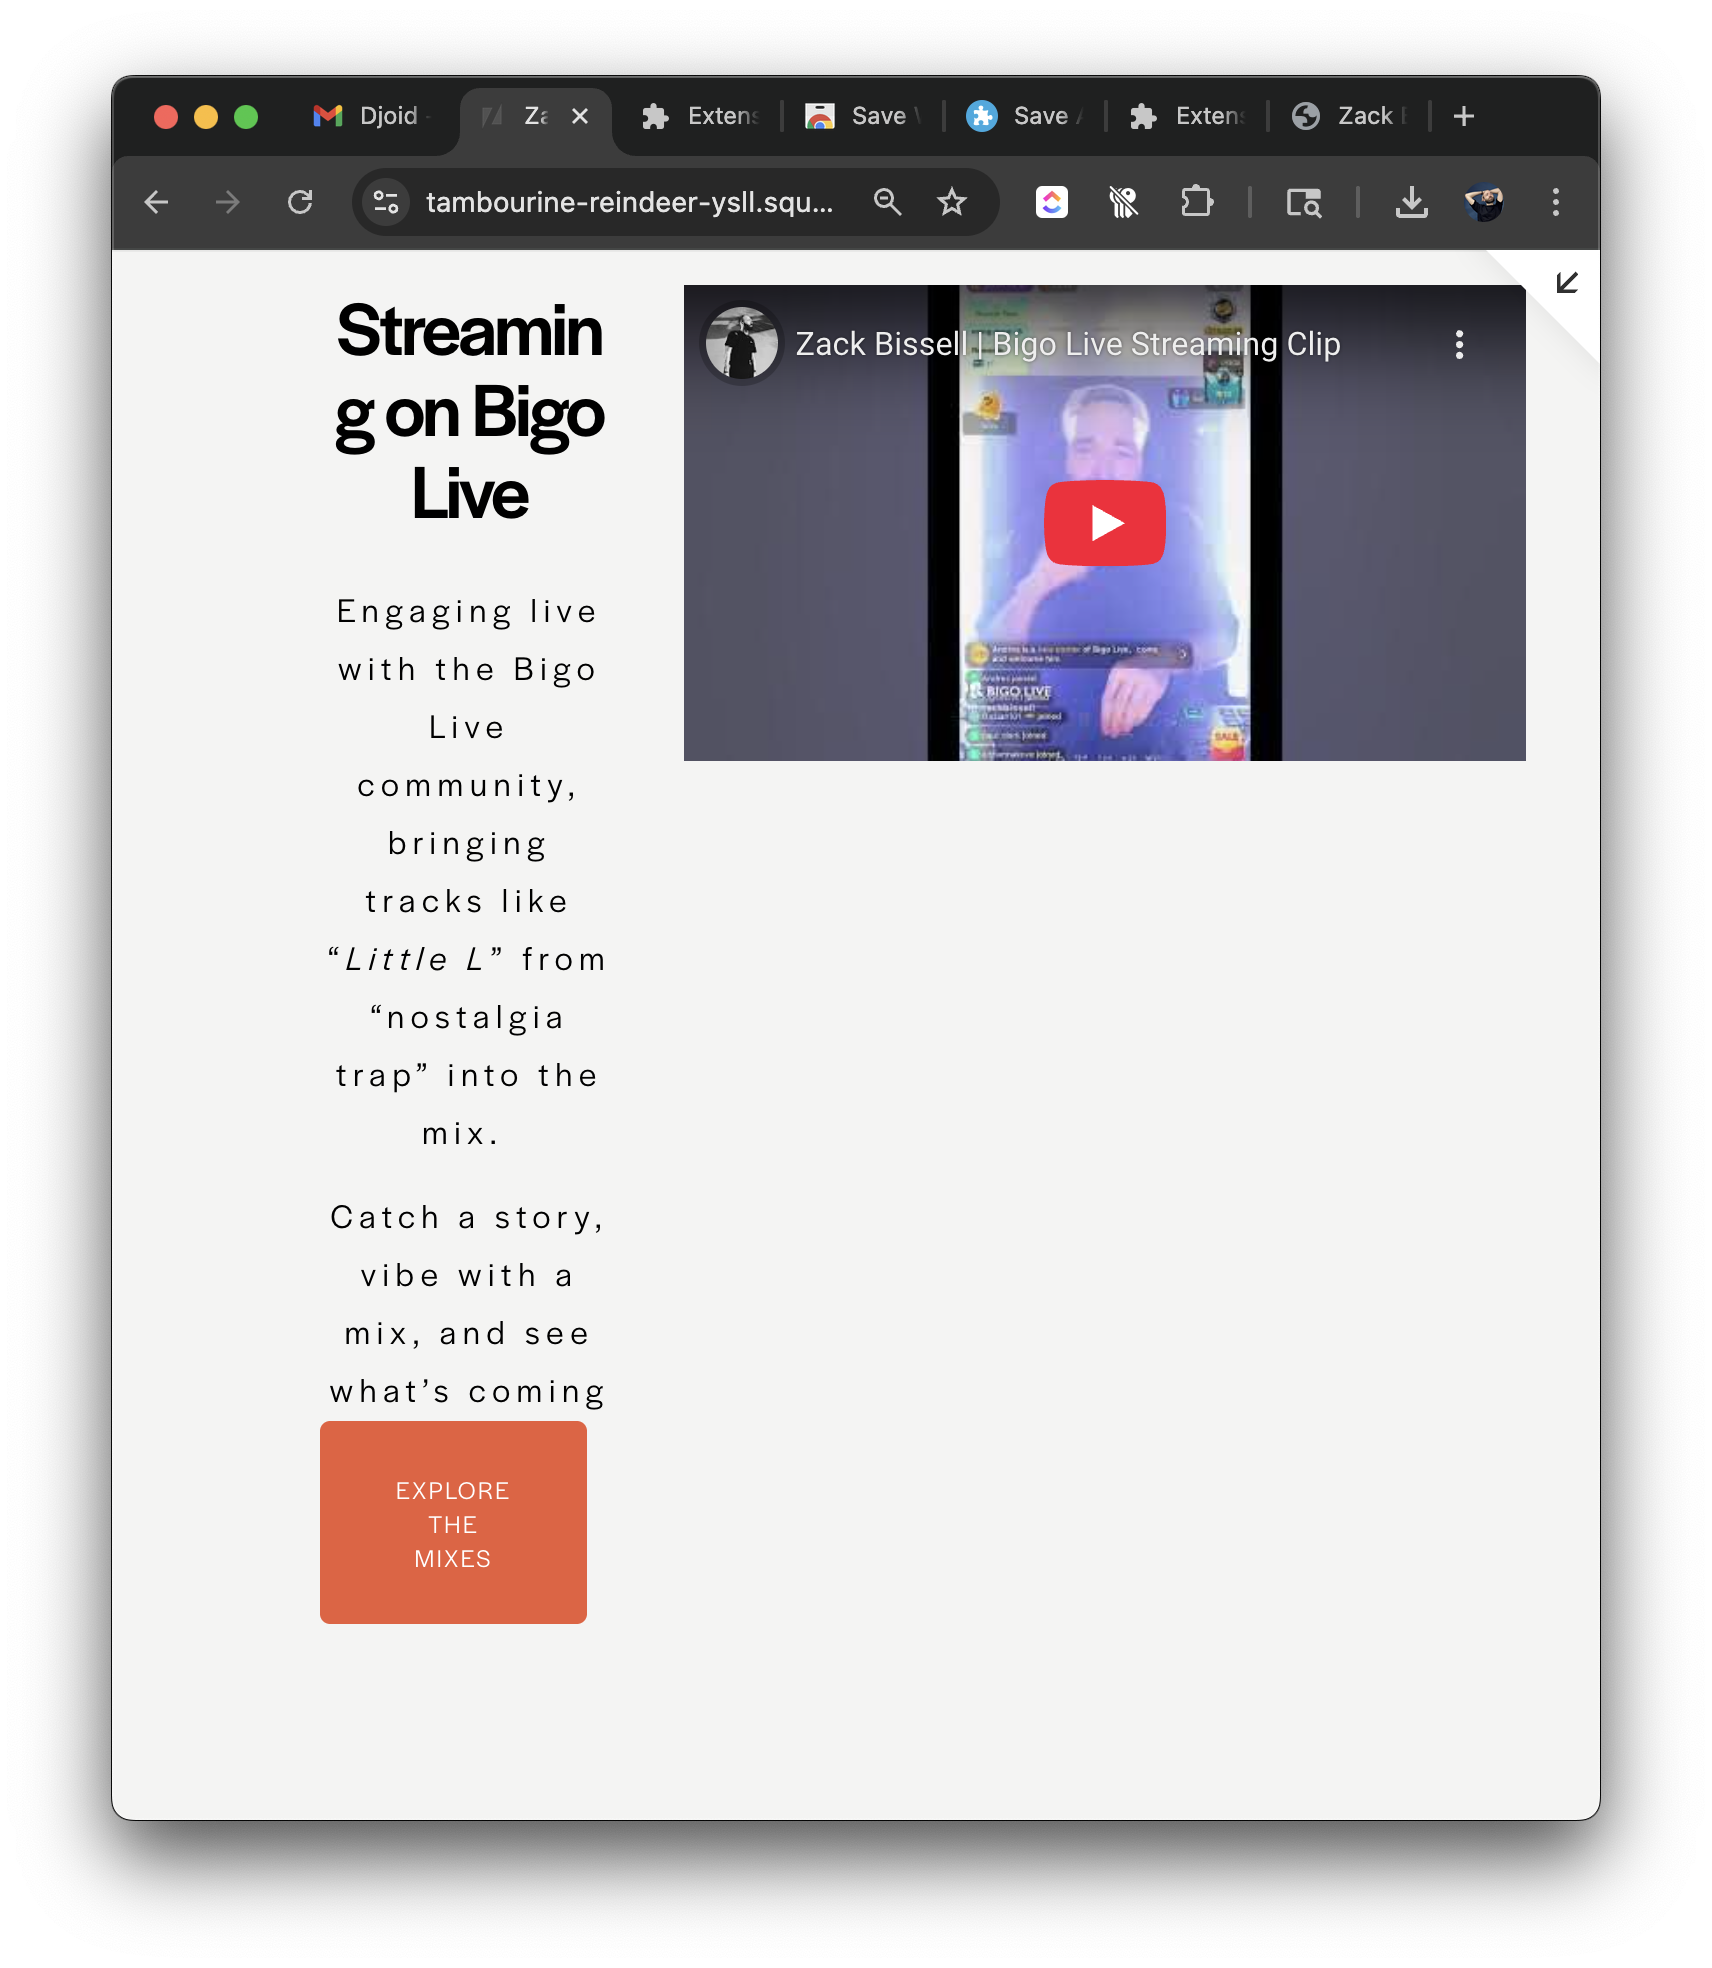 Djoid
Za
Extens
Save
Save
Extens
Zack
tambourine-reindeer-ysll.squ...
Streamin
g on Bigo
Live
Zack Bissell | Bigo Live Streaming Clip
BIGO LIVE
SALE
Engaging live
with the Bigo
Live
community,
bringing
tracks like
“Little L” from
“nostalgia
trap” into the
mix.
Catch a story,
vibe with a
mix, and see
what’s coming
EXPLORE
THE
MIXES